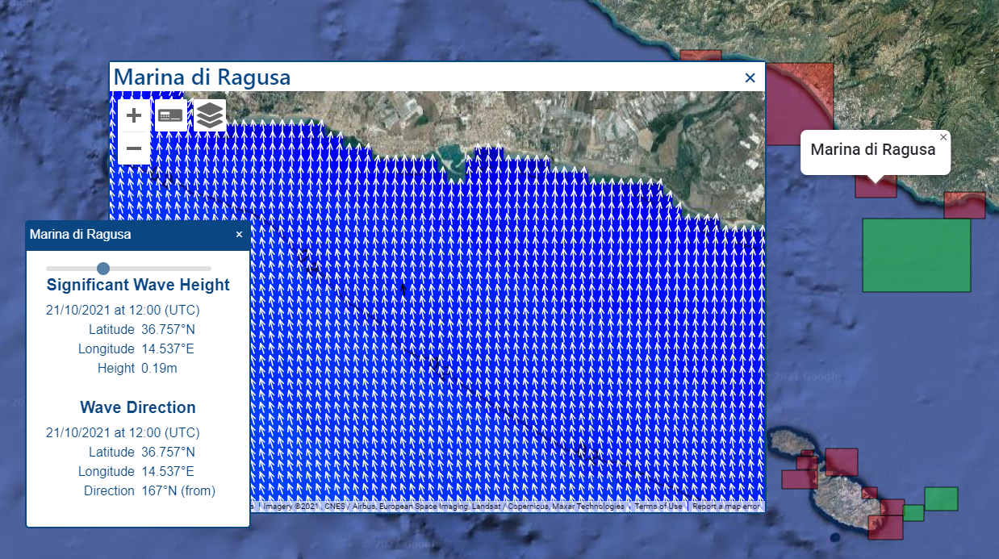 Marina di Ragusa
×
Marina di Ragusa
×
Marina di Ragusa
×
Significant Wave Height
21/10/2021 at 12:00 (UTC)
Latitude 36.757°N
Longitude 14.537°E
Height 0.19m
Wave Direction
21/10/2021 at 12:00 (UTC)
Latitude 36.757°N
Longitude 14.537°E
Direction 167°N (from)
2021 Google
Imagery ©2021 , CNES / Airbus, European Space Imaging, Landsat / Copernicus, Maxar Technologies
Terms of Use
Report a map error
© 2021 Google